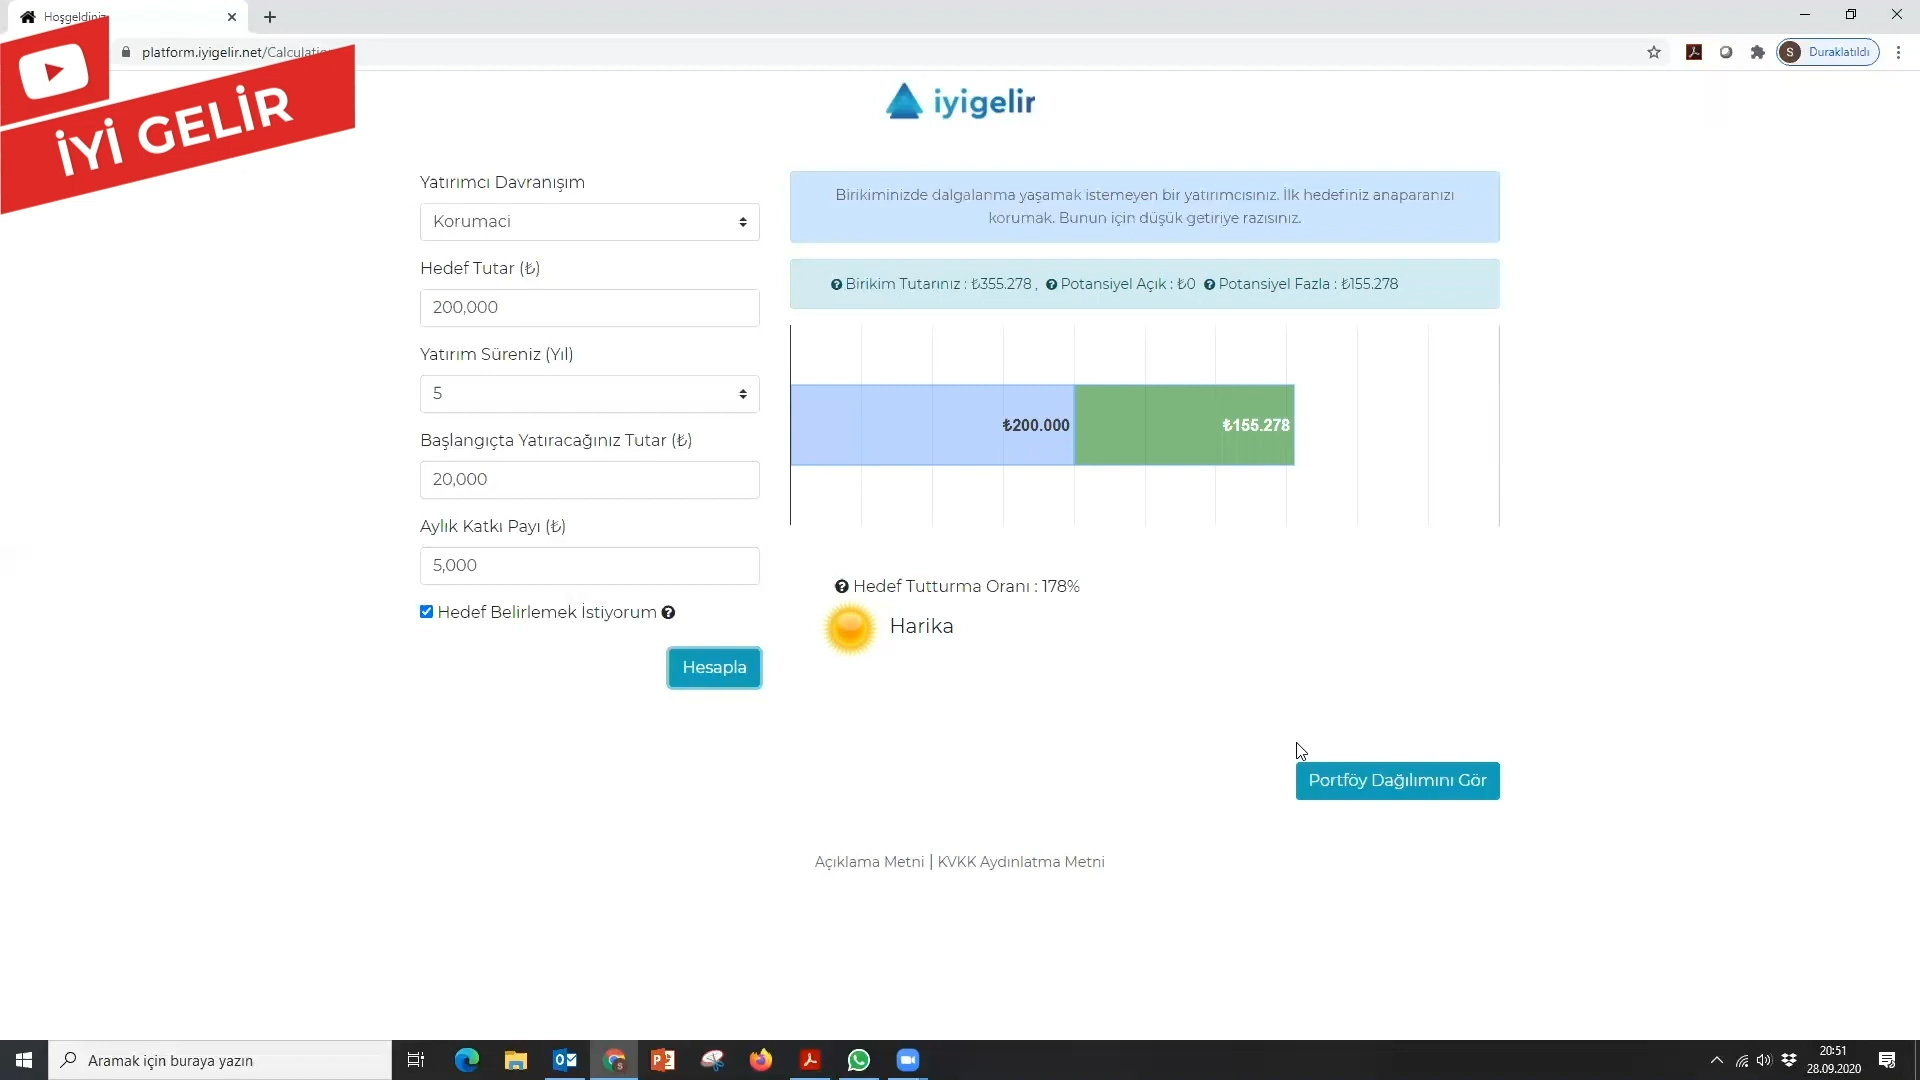 Hoşgeldiniz
platform.iyigelir.net/Calculation
S Duraklatıldı
İYİ GELİR
iyigelir
Yatırımcı Davranışım
Korumaci
Hedef Tutar (₺)
200,000
Yatırım Süreniz (Yıl)
5
Başlangıçta Yatıracağınız Tutar (₺)
20,000
Aylık Katkı Payı (₺)
5,000
Hedef Belirlemek İstiyorum
Hesapla
Birikiminizde dalgalanma yaşamak istemeyen bir yatırımcısınız. İlk hedefiniz anaparanızı
korumak. Bunun için düşük getiriye razısınız.
Birikim Tutarınız : ₺355.278 , Potansiyel Açık : ₺0 Potansiyel Fazla : ₺155.278
₺200.000 ₺155.278
Hedef Tutturma Oranı : 178%
Harika
Portföy Dağılımını Gör
Açıklama Metni | KVKK Aydınlatma Metni
Aramak için buraya yazın
20:51
28.09.2020